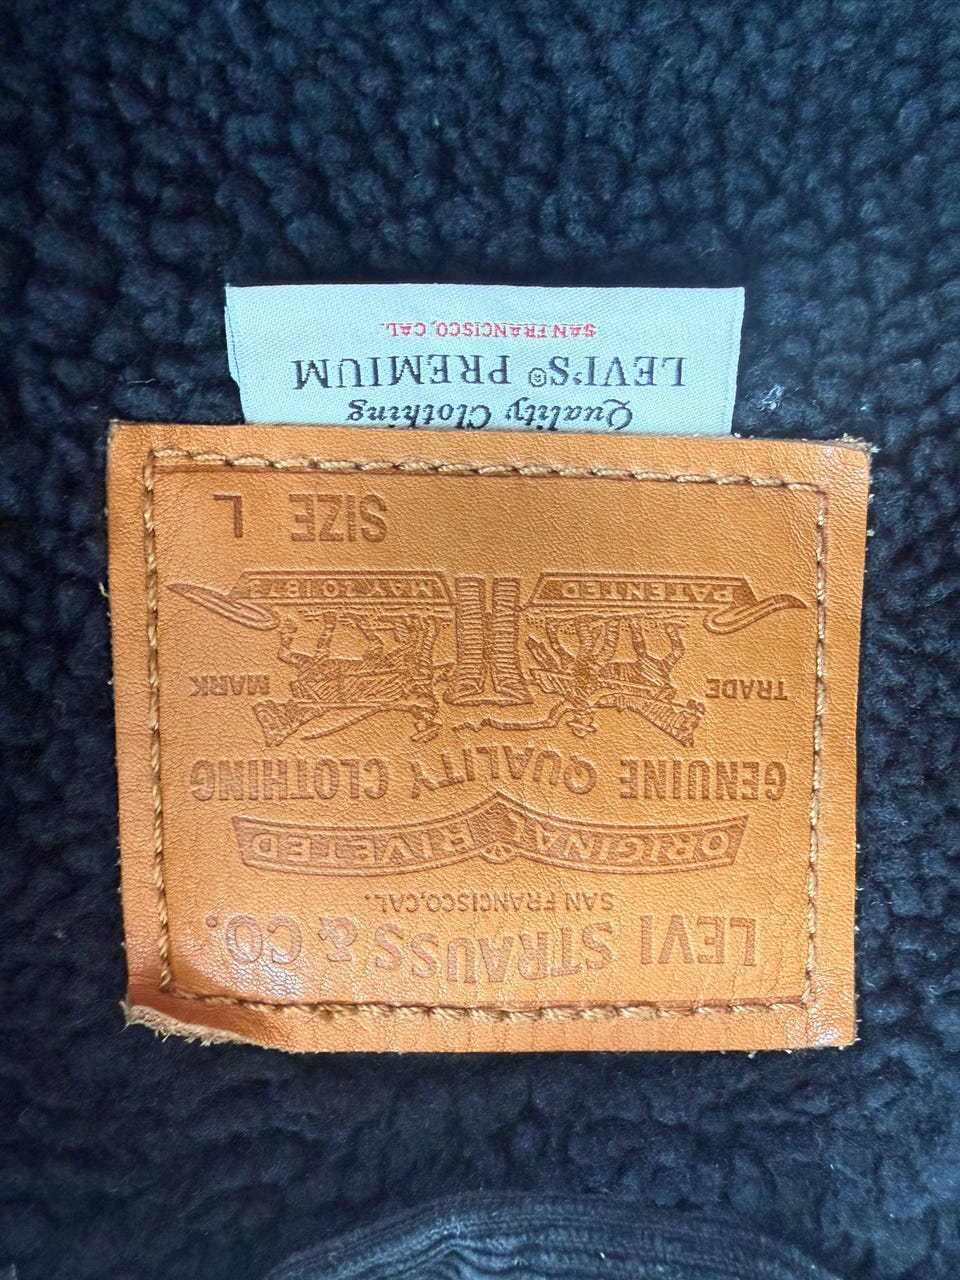 LEVI STRAUSS & CO.
SAN FRANCISCO, CAL.
ORIGINAL RIVETED
GENUINE QUALITY CLOTHING
TRADE MARK
PATENTED MAY 20 1873
SIZE L
Quality Clothing
LEVI'S® PREMIUM
SAN FRANCISCO, CAL.